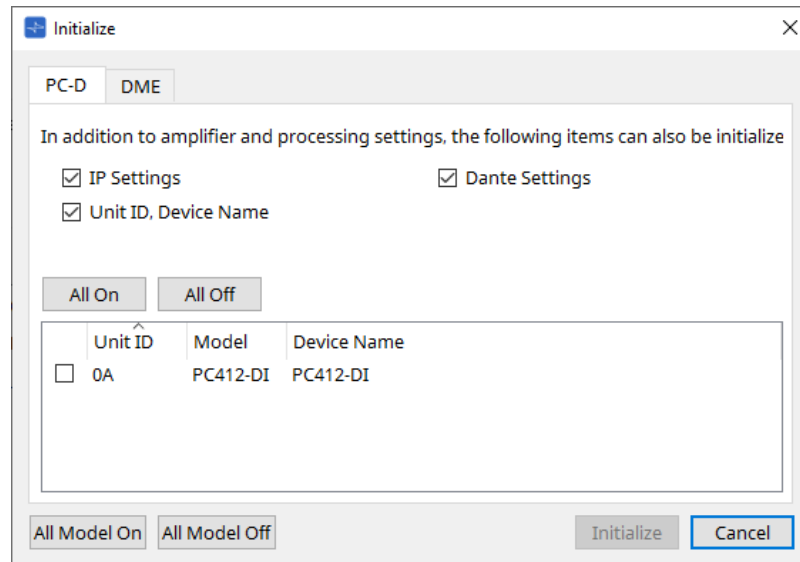 Initialize
PC-D DME
In addition to amplifier and processing settings, the following items can also be initialize
IP Settings Dante Settings
Unit ID, Device Name
All On All Off
Unit ID Model Device Name
0A PC412-DI PC412-DI
All Model On All Model Off Initialize Cancel